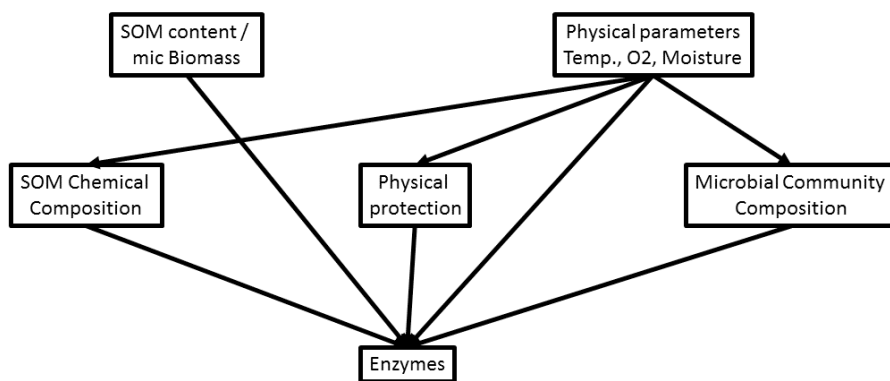 SOM content /
mic Biomass
Physical parameters
Temp., O2, Moisture
SOM Chemical
Composition
Physical
protection
Microbial Community
Composition
Enzymes